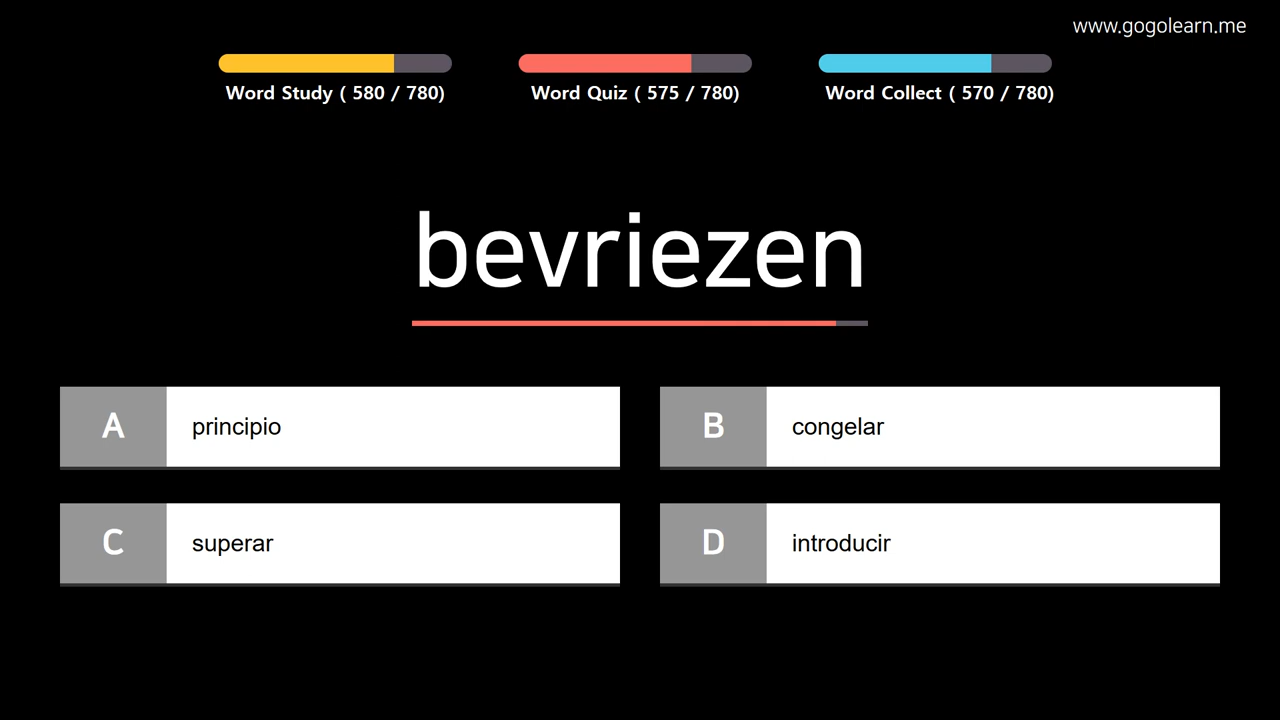 www.gogolearn.me
Word Study ( 580 / 780)
Word Quiz ( 575 / 780)
Word Collect ( 570 / 780)
bevriezen
A principio
B congelar
C superar
D introducir